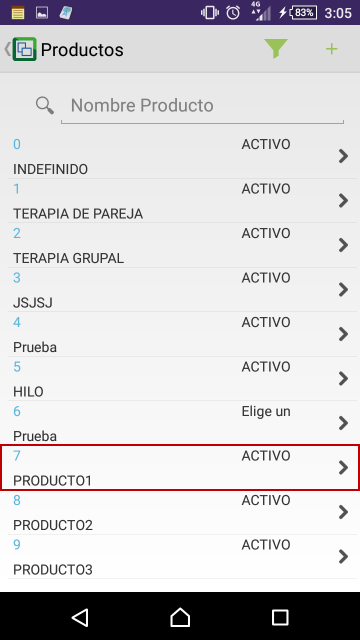 4G
83%
3:05
Productos
Nombre Producto
0 ACTIVO
INDEFINIDO
1 ACTIVO
TERAPIA DE PAREJA
2 ACTIVO
TERAPIA GRUPAL
3 ACTIVO
JSJSJ
4 ACTIVO
Prueba
5 ACTIVO
HILO
6 Elige un
Prueba
7 ACTIVO
PRODUCTO1
8 ACTIVO
PRODUCTO2
9 ACTIVO
PRODUCTO3